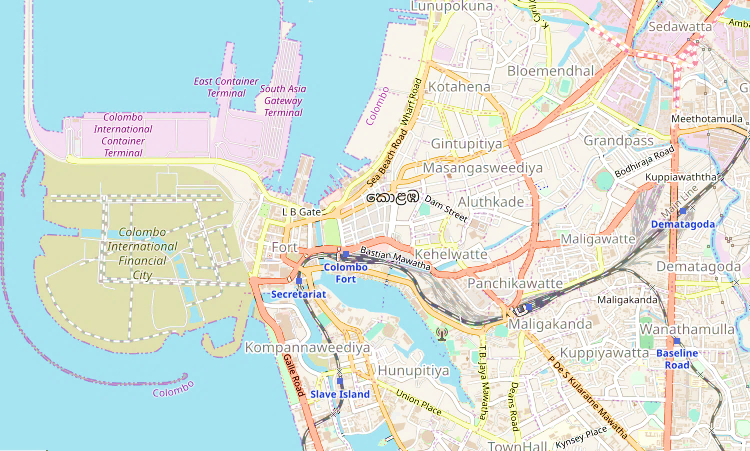 Lunupokuna
Sedawatta
Bloemendhal
East Container
Terminal
South Asia
Gateway
Terminal
Colombo
Kotahena
Wharf Road
Sea Beach Road
Colombo
International
Container
Terminal
Meethotamulla
Grandpass
Gintupitiya
Bodhiraja Road
Masangasweediya
Kuppiyawaththa
Main Line
කොළඹ
Dam Street
Aluthkade
L B Gate
Dematagoda
Maligawatte
Colombo
International
Financial
City
Fort
Bastian Mawatha
Kehelwatte
Colombo
Fort
Dematagoda
Panchikawatte
Secretariat
Maligakanda
Maligakanda
Wanathamulla
Kompannaweediya
Kuppiyawatta
Baseline
Road
Galle Road
Hunupitiya
T.B. Jaya Mawatha
P De S Kularatne Mawatha
Deans Road
Colombo
Slave Island
Union Place
Kynsey Place
TownHall